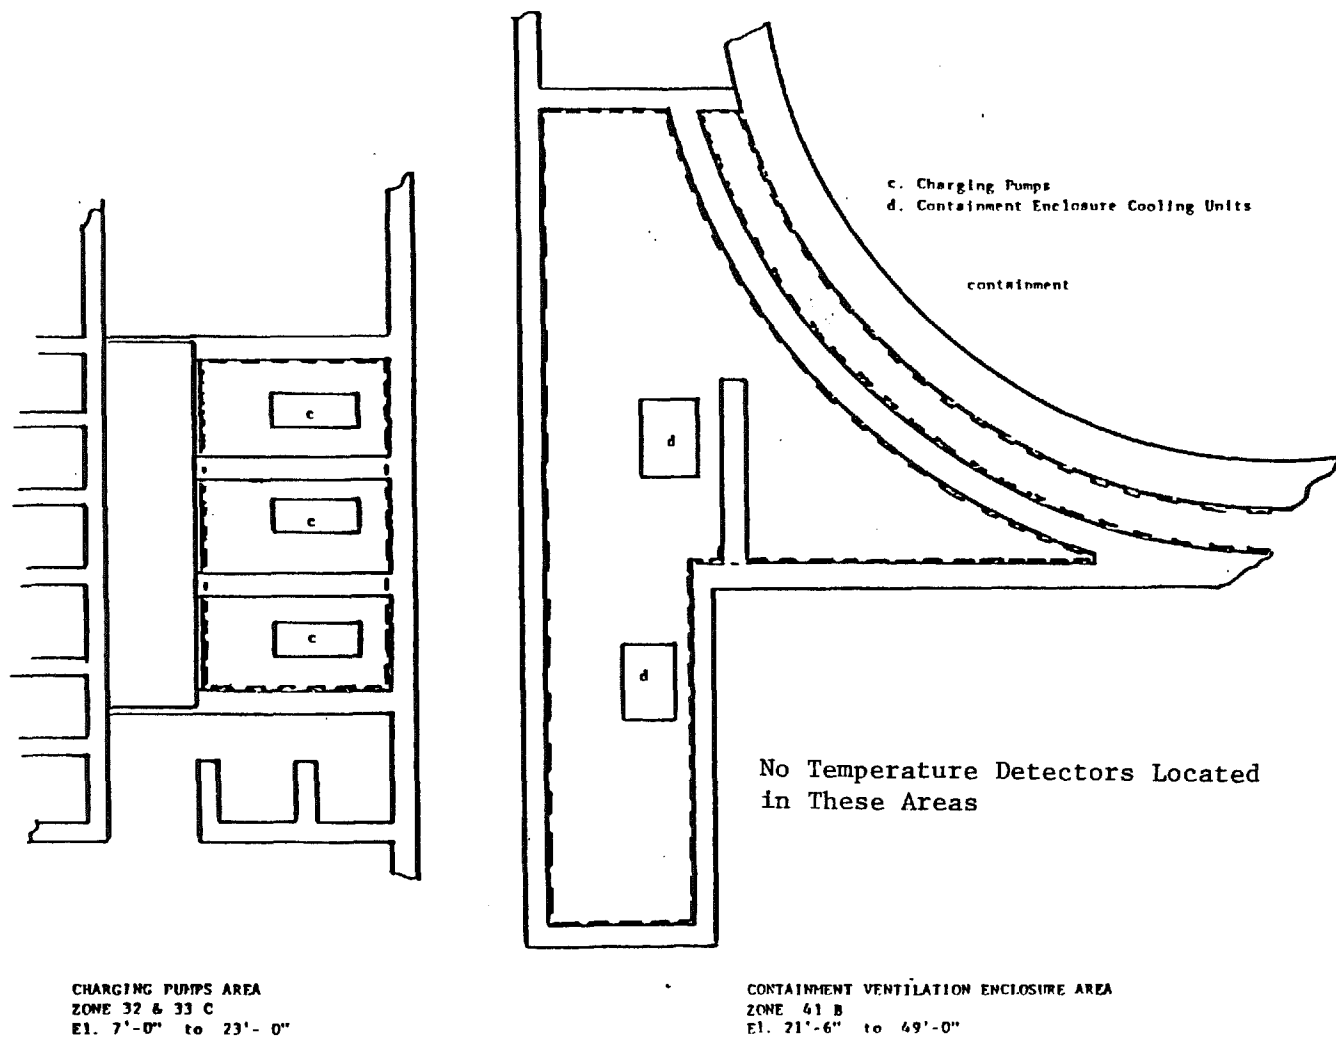 c. Charging Pumps
d. Containment Enclosure Cooling Units
containment
c
d
c
c
d
No Temperature Detectors Located
in These Areas
CHARGING PUMPS AREA
ZONE 32 & 33 C
El. 7'-0" to 23'- 0"
CONTAINMENT VENTILATION ENCLOSURE AREA
ZONE 41 B
El. 21'-6" to 49'-0"